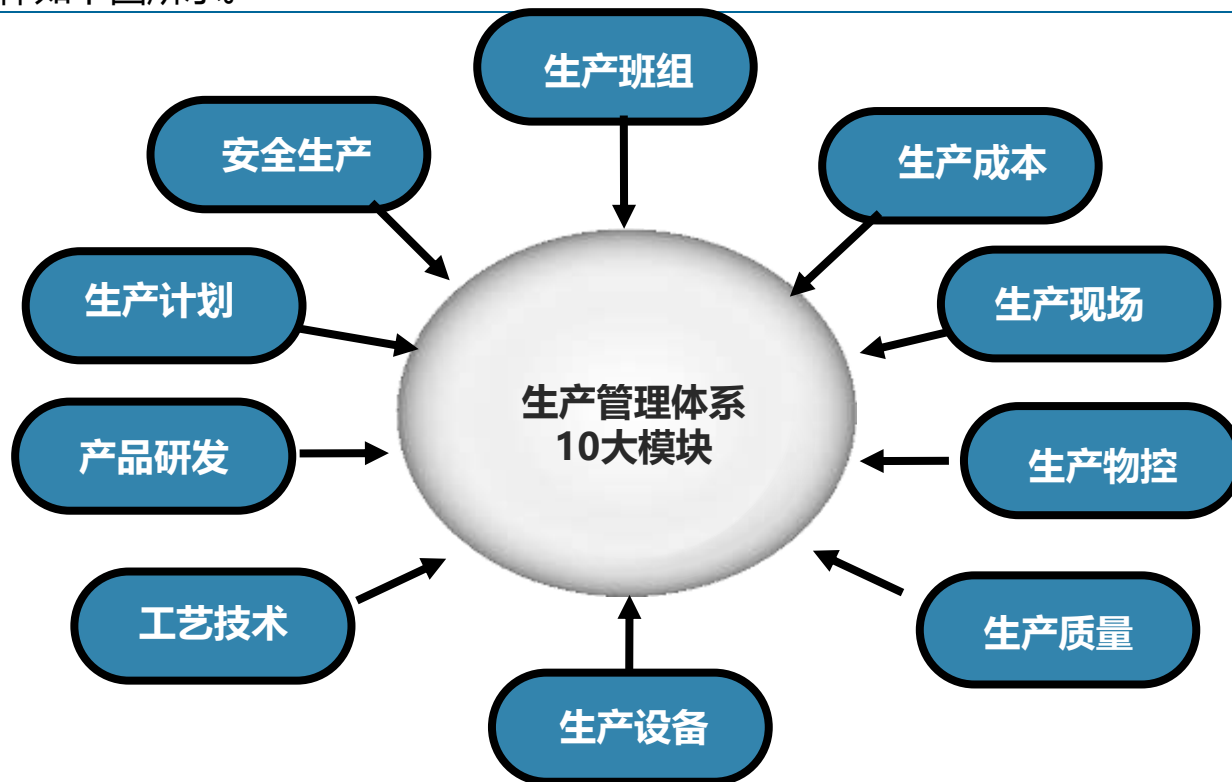 生产班组
安全生产
生产成本
生产计划
生产现场
生产管理体系
10大模块
产品研发
生产物控
工艺技术
生产质量
生产设备